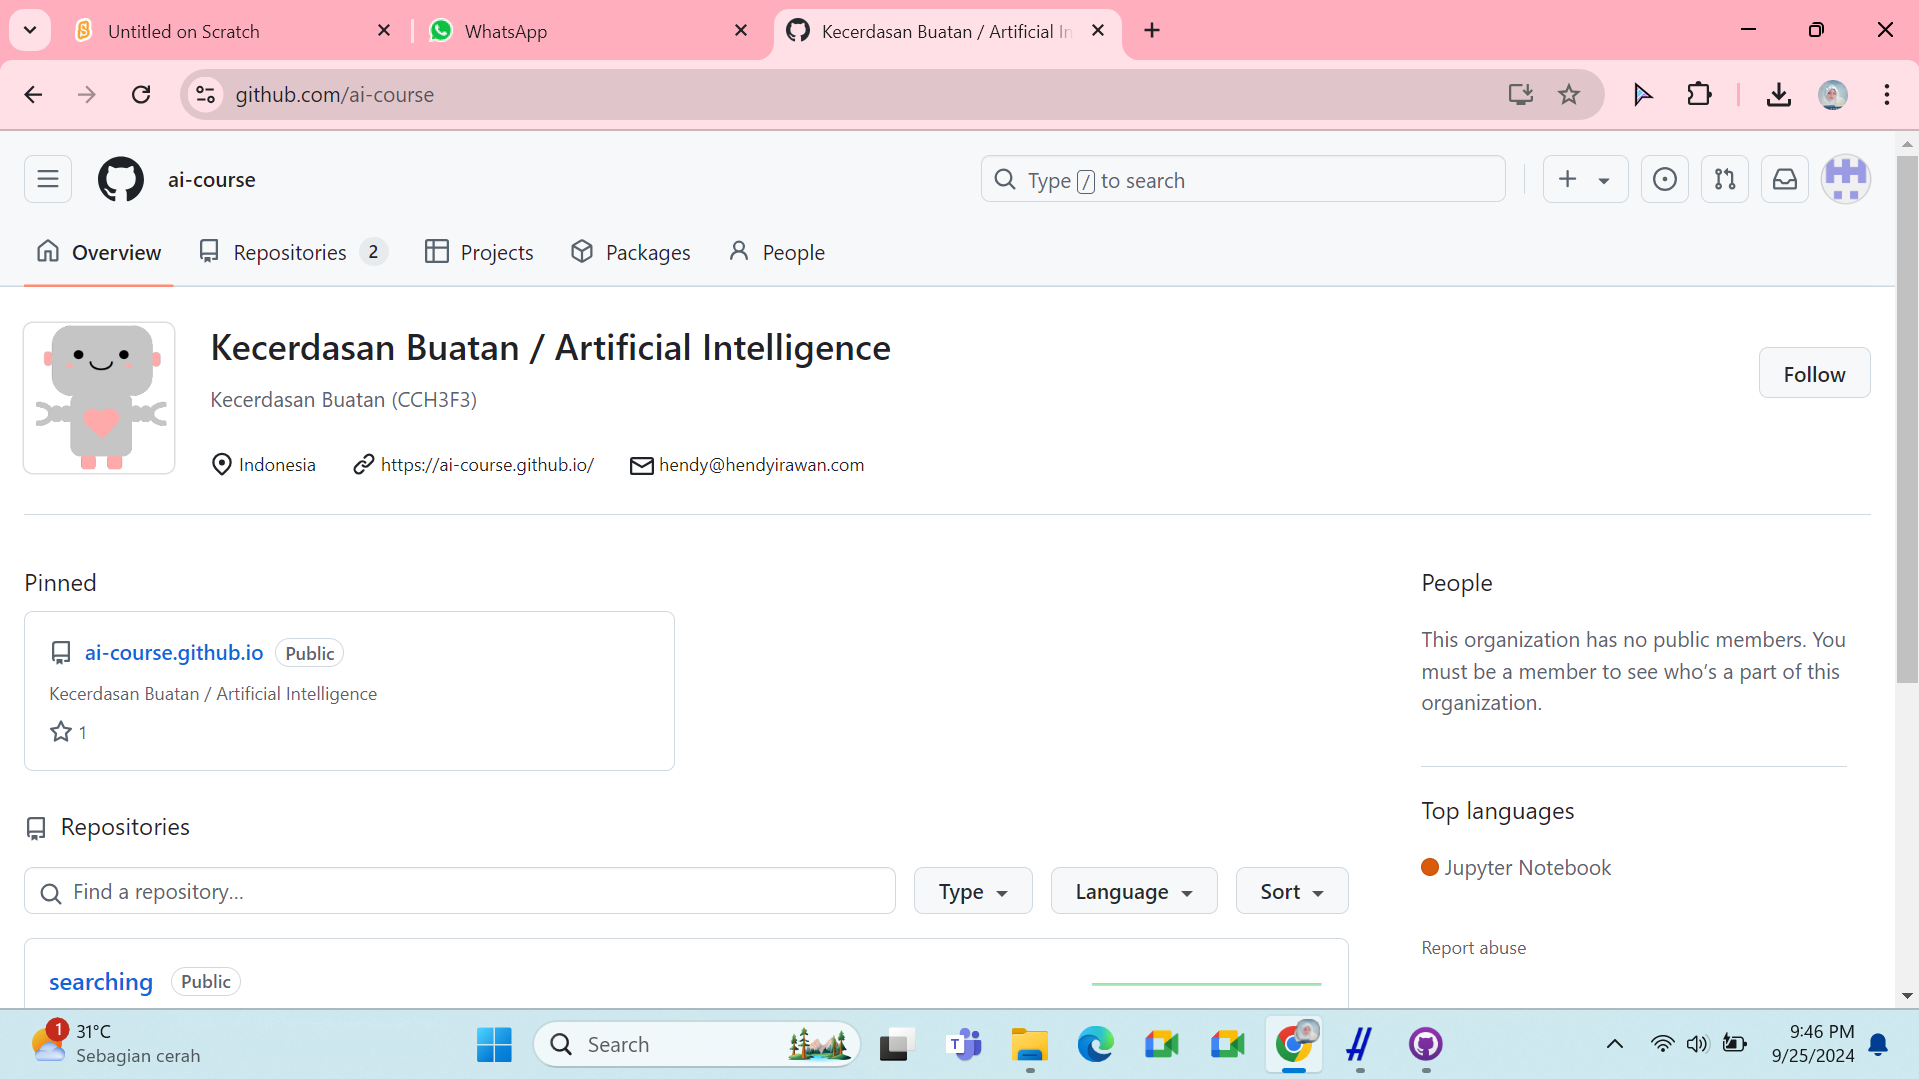 Untitled on Scratch
WhatsApp
Kecerdasan Buatan / Artificial In
github.com/ai-course
ai-course
Type / to search
Overview
Repositories 2
Projects
Packages
People
Kecerdasan Buatan / Artificial Intelligence
Follow
Kecerdasan Buatan (CCH3F3)
Indonesia
https://ai-course.github.io/
hendy@hendyirawan.com
Pinned
ai-course.github.io Public
Kecerdasan Buatan / Artificial Intelligence
1
People
This organization has no public members. You
must be a member to see who's a part of this
organization.
Repositories
Find a repository...
Type
Language
Sort
Top languages
Jupyter Notebook
Report abuse
searching Public
1
31°C
Sebagian cerah
Search
T
9:46 PM
9/25/2024